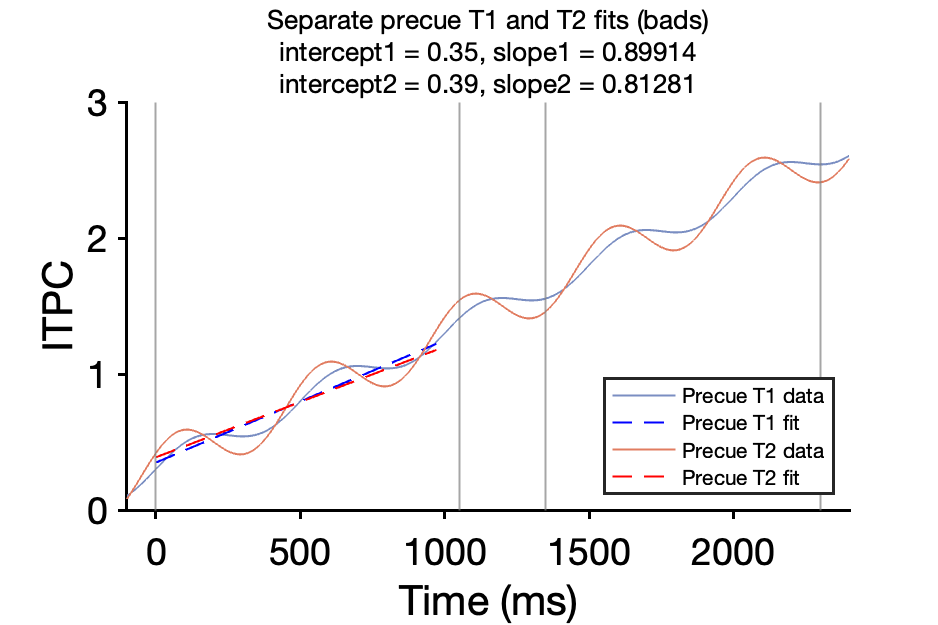 Separate precue T1 and T2 fits (bads)
intercept1 = 0.35, slope1 = 0.89914
intercept2 = 0.39, slope2 = 0.81281
3
2
1
0
ITPC
Precue T1 data
Precue T1 fit
Precue T2 data
Precue T2 fit
0 500 1000 1500 2000
Time (ms)